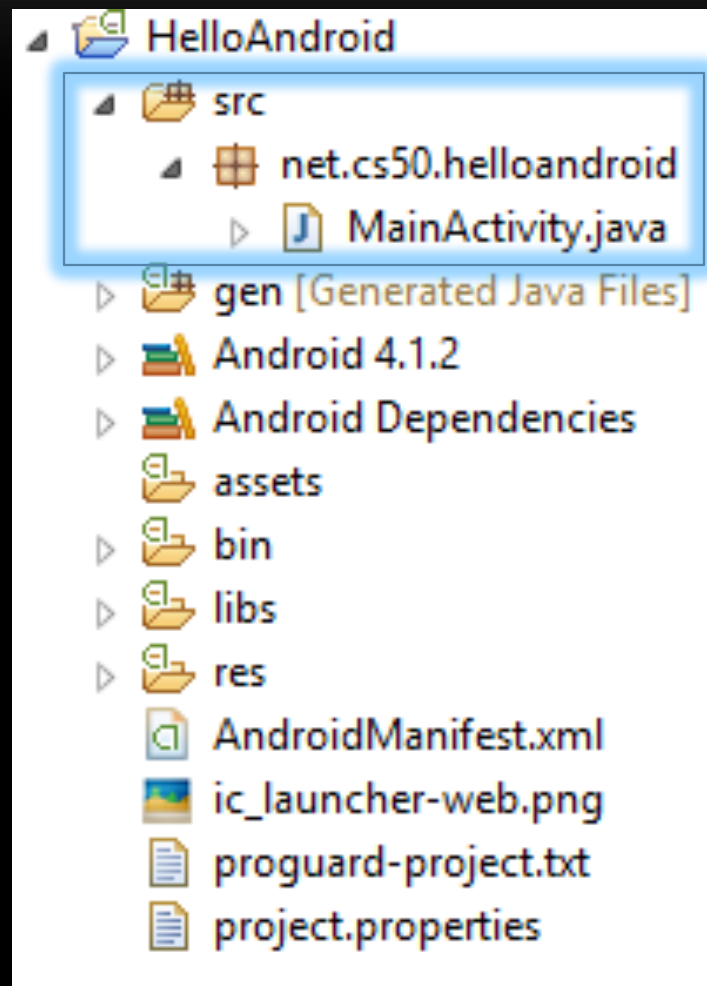 HelloAndroid
src
net.cs50.helloandroid
MainActivity.java
gen [Generated Java Files]
Android 4.1.2
Android Dependencies
assets
bin
libs
res
AndroidManifest.xml
ic_launcher-web.png
proguard-project.txt
project.properties